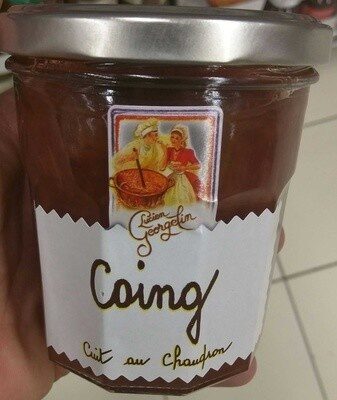 Lucien
Georgelin
Coing
Cuit au Chaudron